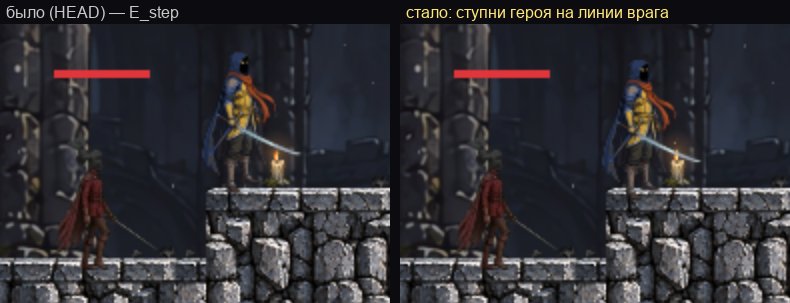 было (HEAD) — E_step
стало: ступни героя на линии врага